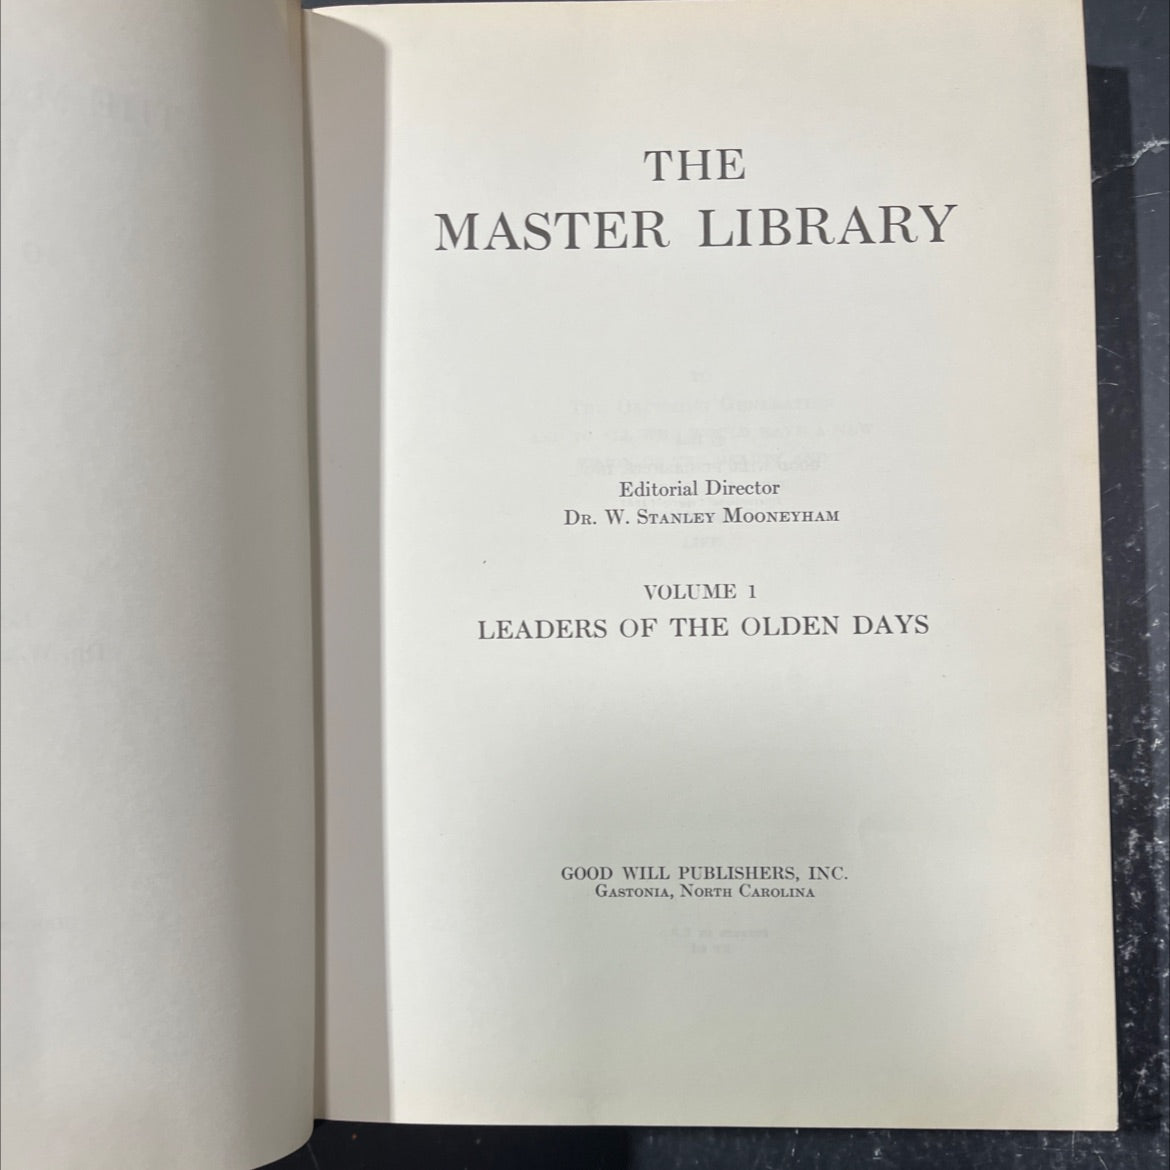 THE
MASTER LIBRARY
Editorial Director
DR. W. STANLEY MOONEYHAM
VOLUME 1
LEADERS OF THE OLDEN DAYS
GOOD WILL PUBLISHERS, INC.
GASTONIA, NORTH CAROLINA